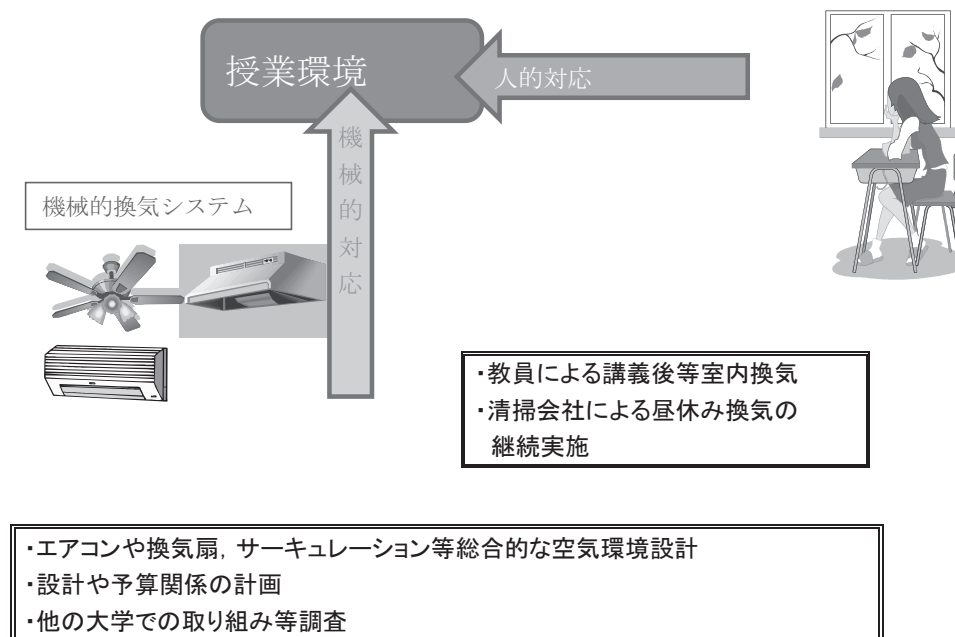 授業環境
人的対応
機械的対応
機械的換気システム
・教員による講義後等室内換気
・清掃会社による昼休み換気の
継続実施
・エアコンや換気扇，サーキュレーション等総合的な空気環境設計
・設計や予算関係の計画
・他の大学での取り組み等調査